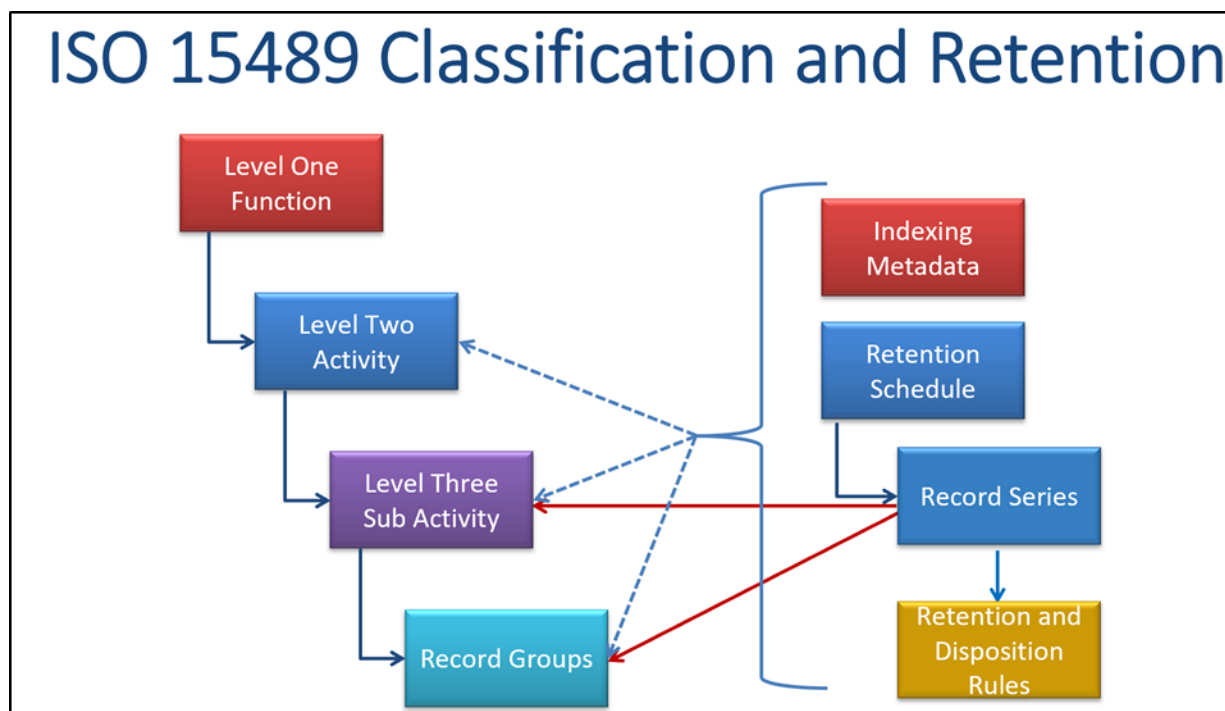 ISO 15489 Classification and Retention
Level One
Function
Level Two
Activity
Level Three
Sub Activity
Record Groups
Indexing
Metadata
Retention
Schedule
Record Series
Retention and
Disposition
Rules